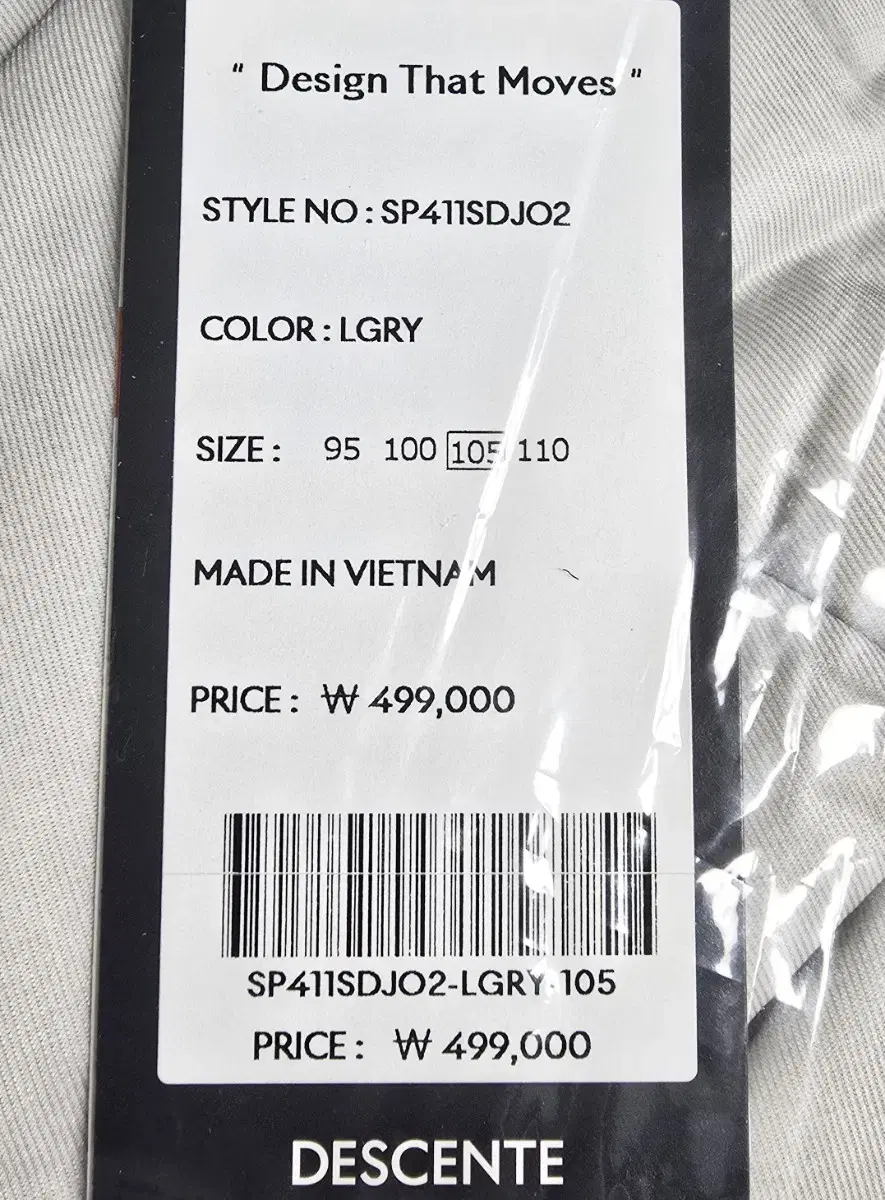 " Design That Moves "
STYLE NO : SP411SDJO2
COLOR : LGRY
SIZE : 95 100 105 110
MADE IN VIETNAM
PRICE : ₩ 499,000
SP411SDJO2-LGRY-105
PRICE : ₩ 499,000
DESCENTE